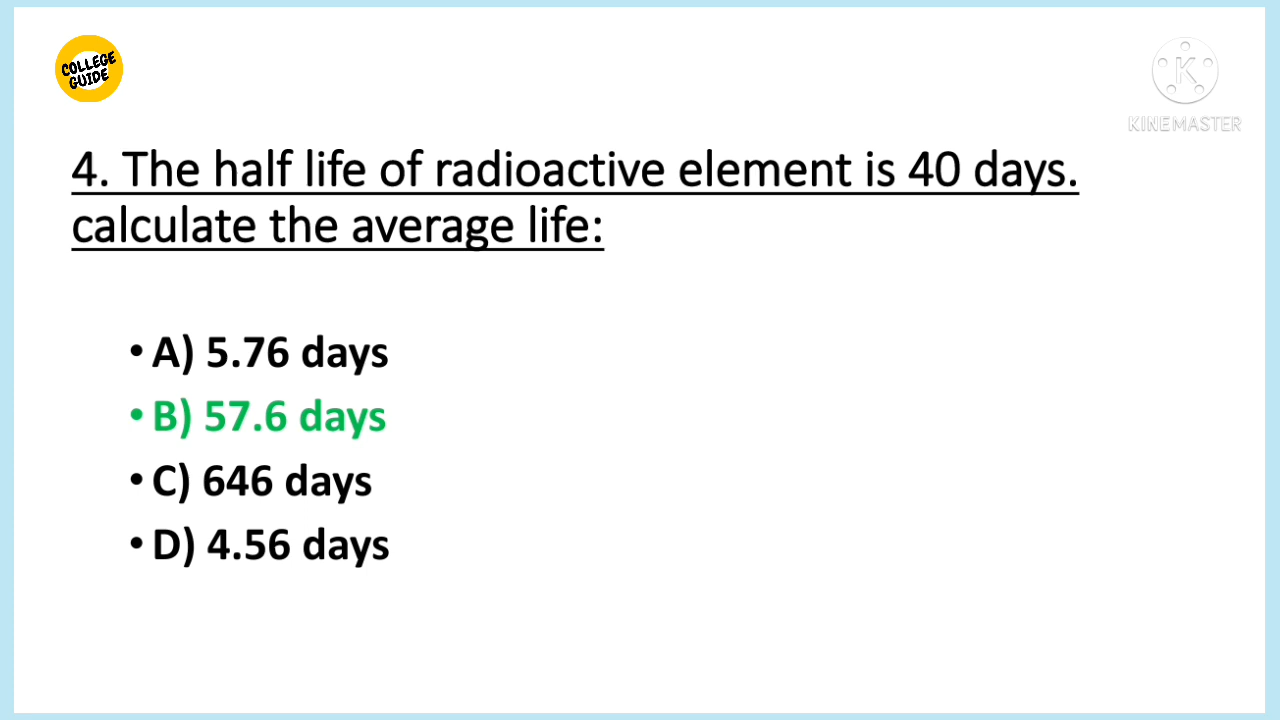 COLLEGE
GUIDE
K
KINEMASTER
4. The half life of radioactive element is 40 days.
calculate the average life:
• A) 5.76 days
• B) 57.6 days
• C) 646 days
• D) 4.56 days